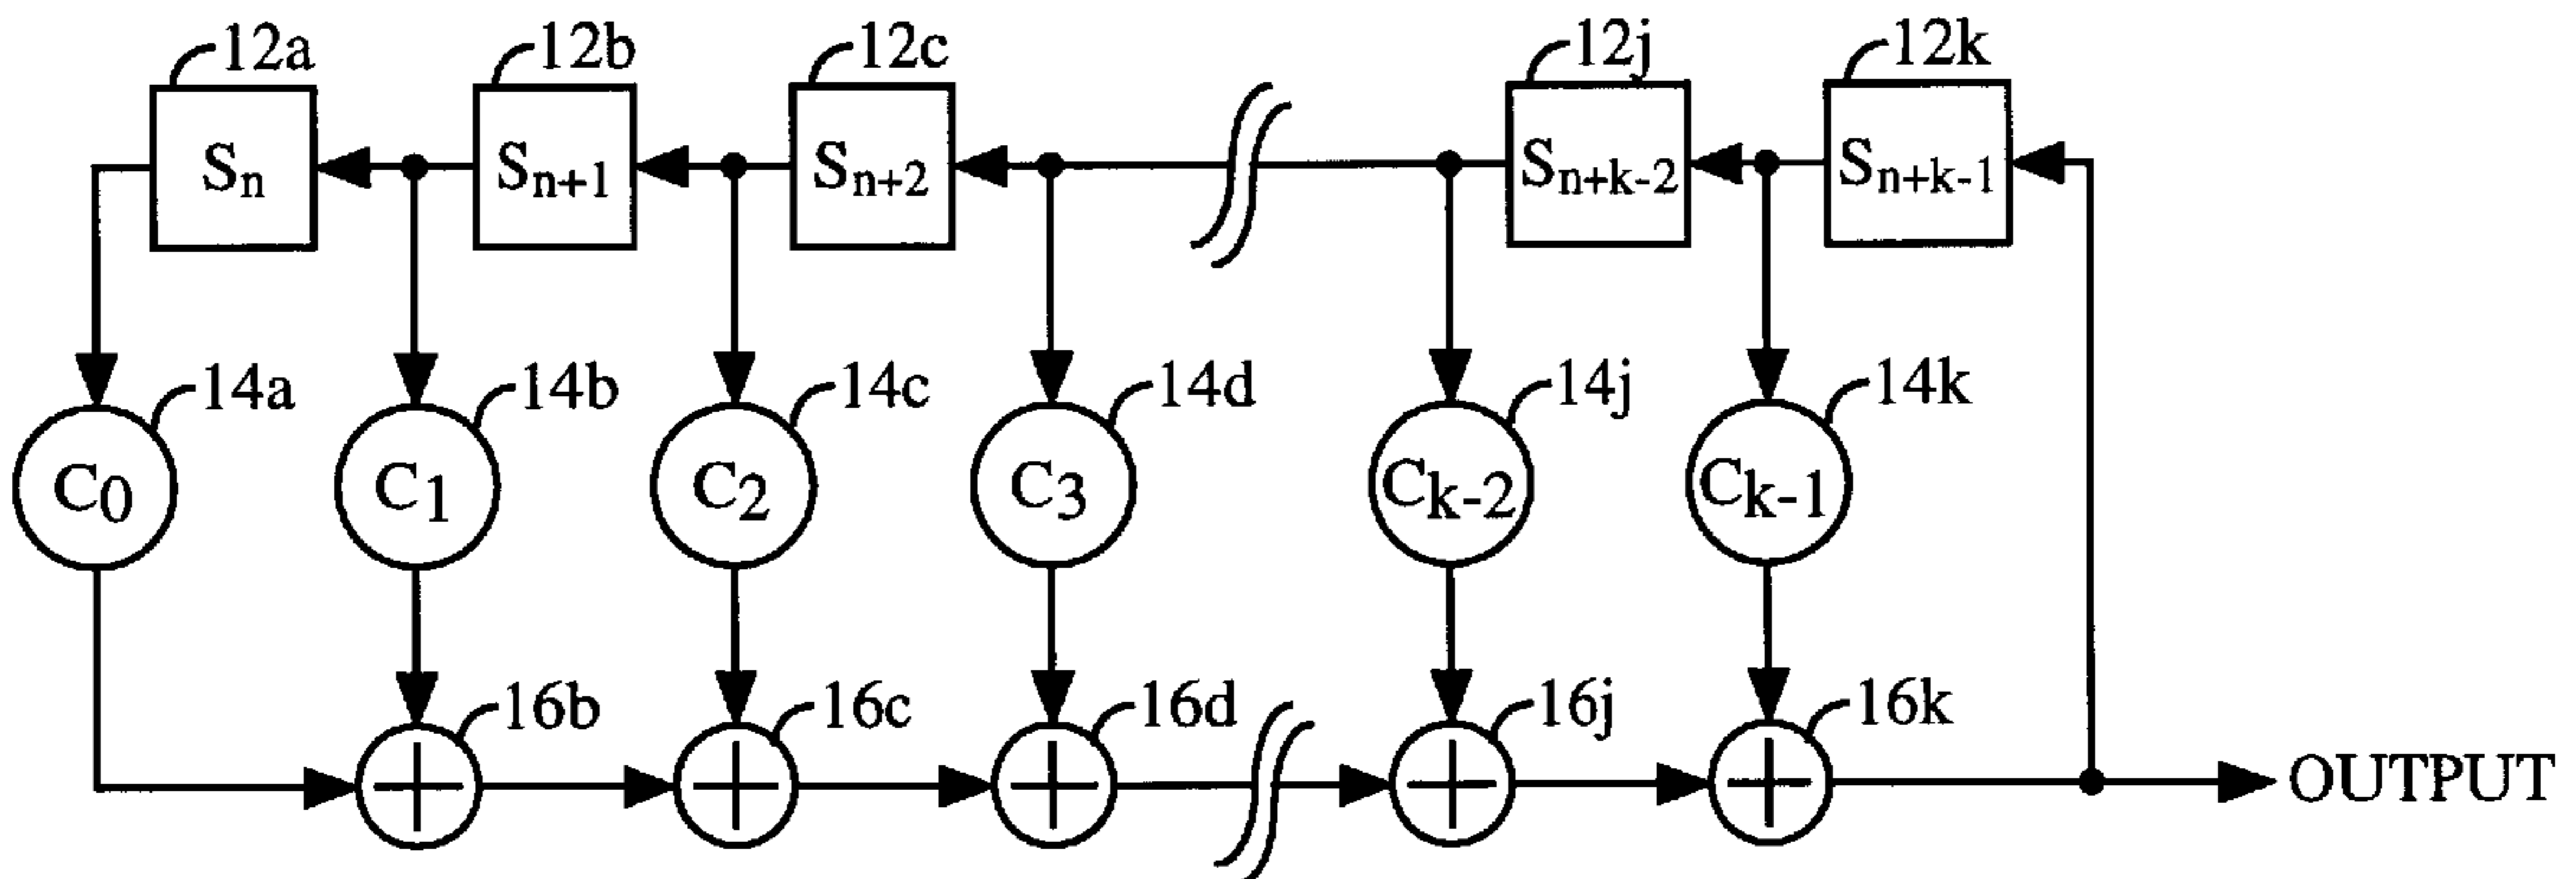 12a 12b 12c 12j 12k
Sn Sn+1 Sn+2 Sn+k-2 Sn+k-1
14a 14b 14c 14d 14j 14k
C0 C1 C2 C3 Ck-2 Ck-1
16b 16c 16d 16j 16k
+ + + + + OUTPUT